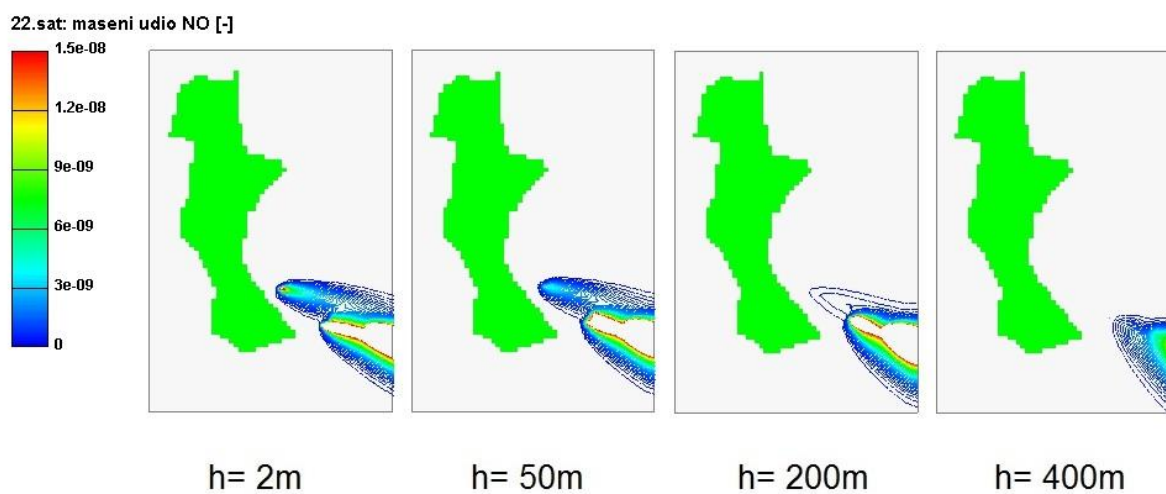 22.sat: maseni udio NO [-]
1.5e-08
1.2e-08
9e-09
6e-09
3e-09
0
h= 2m
h= 50m
h= 200m
h= 400m